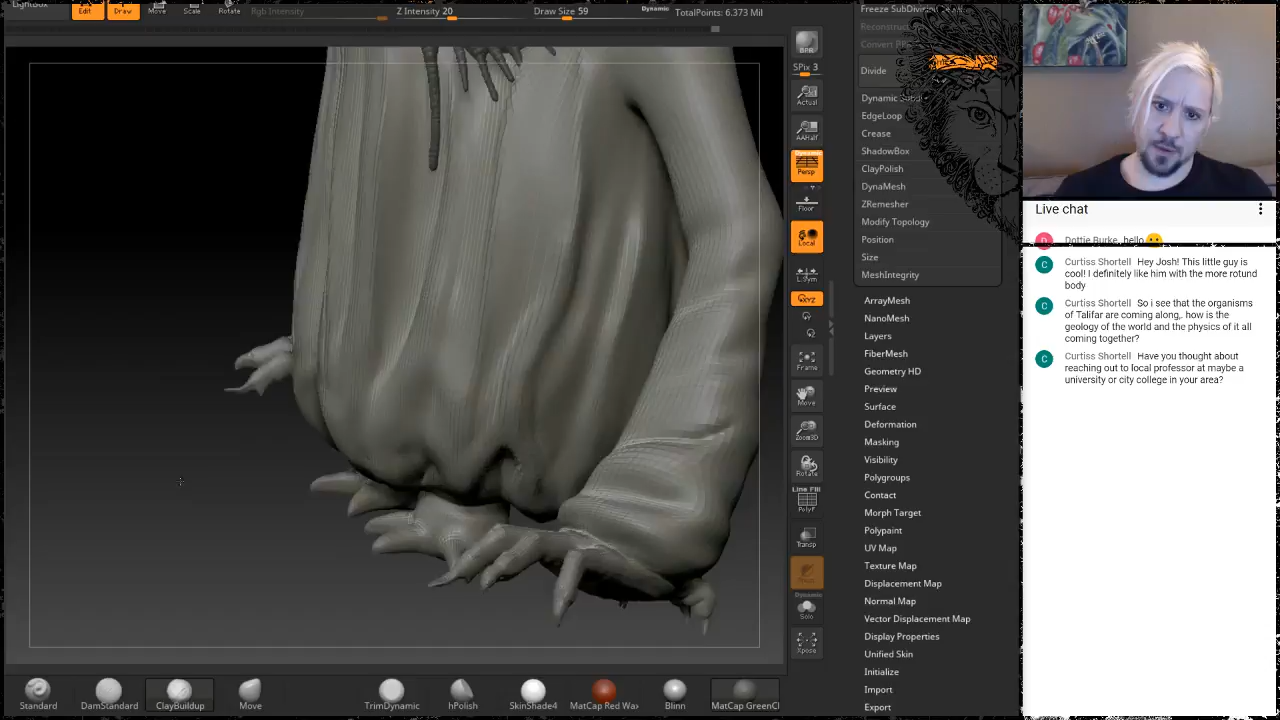 LightBox
Edit
Draw
Move
Scale
Rotate
Rgb Intensity
Z Intensity 20
Draw Size 59
Dynamic
TotalPoints: 6.373 Mil
BPR
SPix 3
Actual
AAHalf
Dynamic
Persp
Floor
Local
L.Sym
Frame
Move
Zoom3D
Rotate
Line Fill
PolyF
Transp
Dynamic
Solo
Xpose
Freeze SubDivision Levels
Divide
EdgeLoop
Crease
ShadowBox
ClayPolish
DynaMesh
ZRemesher
Modify Topology
Position
Size
MeshIntegrity
ArrayMesh
NanoMesh
Layers
FiberMesh
Geometry HD
Preview
Surface
Deformation
Masking
Visibility
Polygroups
Contact
Morph Target
Polypaint
UV Map
Texture Map
Displacement Map
Normal Map
Vector Displacement Map
Display Properties
Unified Skin
Initialize
Import
Export
Standard
DamStandard
ClayBuildup
Move
TrimDynamic
hPolish
SkinShade4
MatCap Red Wax
Blinn
MatCap GreenCl
Live chat
Dottie Burke hello
C Curtiss Shortell Hey Josh! This little guy is
cool! I definitely like him with the more rotund
body
C Curtiss Shortell So i see that the organisms
of Talifar are coming along,. how is the
geology of the world and the physics of it all
coming together?
C Curtiss Shortell Have you thought about
reaching out to local professor at maybe a
university or city college in your area?